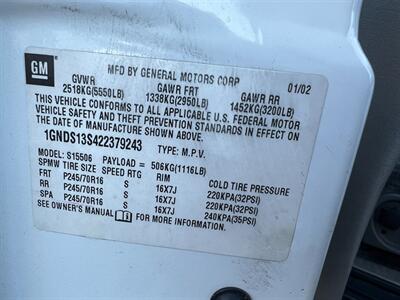 GM
MFD BY GENERAL MOTORS CORP 01/02
GVWR GAWR FRT GAWR RR
2518KG(5550LB) 1338KG(2950LB) 1452KG(3200LB)
THIS VEHICLE CONFORMS TO ALL APPLICABLE U.S. FEDERAL MOTOR
VEHICLE SAFETY AND THEFT PREVENTION STANDARDS IN EFFECT ON
THE DATE OF MANUFACTURE SHOWN ABOVE.
1GNDS13S422379243 TYPE: M.P.V.
MODEL: S15506 PAYLOAD = 506KG(1116LB)
SPMW TIRE SIZE SPEED RTG RIM COLD TIRE PRESSURE
FRT P245/70R16 S 16X7J 220KPA(32PSI)
RR P245/70R16 S 16X7J 220KPA(32PSI)
SPA P245/70R16 S 16X7J 240KPA(35PSI)
SEE OWNER'S MANUAL FOR MORE INFORMATION.